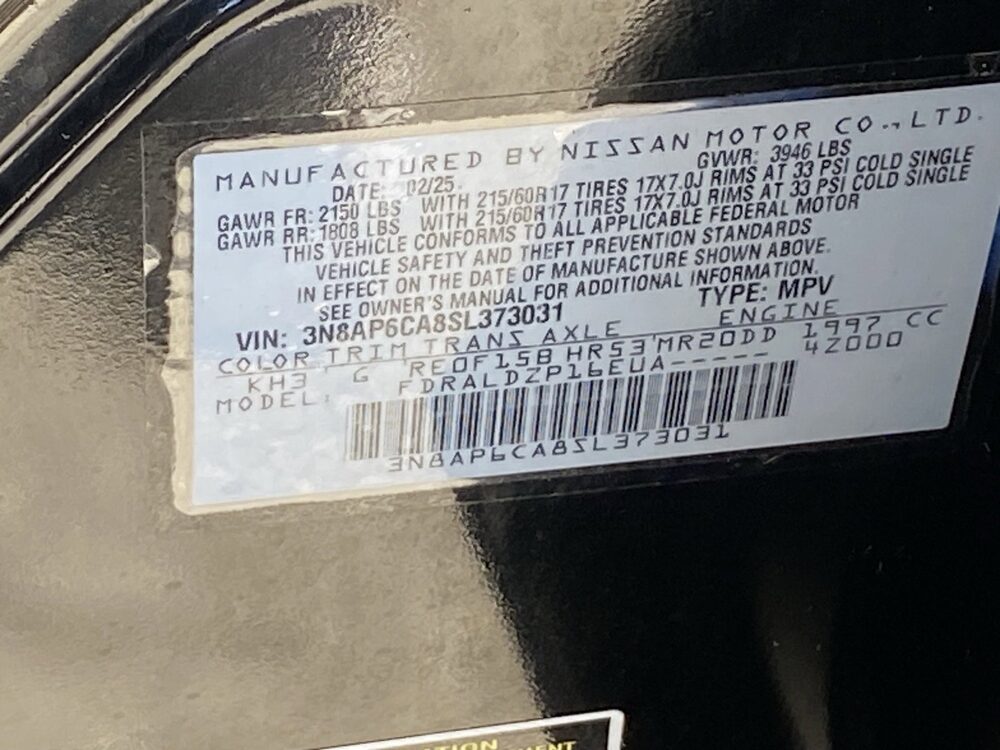 MANUFACTURED BY NISSAN MOTOR CO.,LTD.
DATE: 02/25. GVWR: 3946 LBS
GAWR FR: 2150 LBS WITH 215/60R17 TIRES 17X7.0J RIMS AT 33 PSI COLD SINGLE
GAWR RR: 1808 LBS WITH 215/60R17 TIRES 17X7.0J RIMS AT 33 PSI COLD SINGLE
THIS VEHICLE CONFORMS TO ALL APPLICABLE FEDERAL MOTOR
VEHICLE SAFETY AND THEFT PREVENTION STANDARDS
IN EFFECT ON THE DATE OF MANUFACTURE SHOWN ABOVE.
SEE OWNER'S MANUAL FOR ADDITIONAL INFORMATION.
VIN: 3N8AP6CA8SL373031 TYPE: MPV
COLOR TRIM TRANS AXLE ENGINE
KH3 G RE0F15B HR53 MR20DD 1997 CC
MODEL: FDRALDZP16EUA----- 42000
3N8AP6CA8SL373031